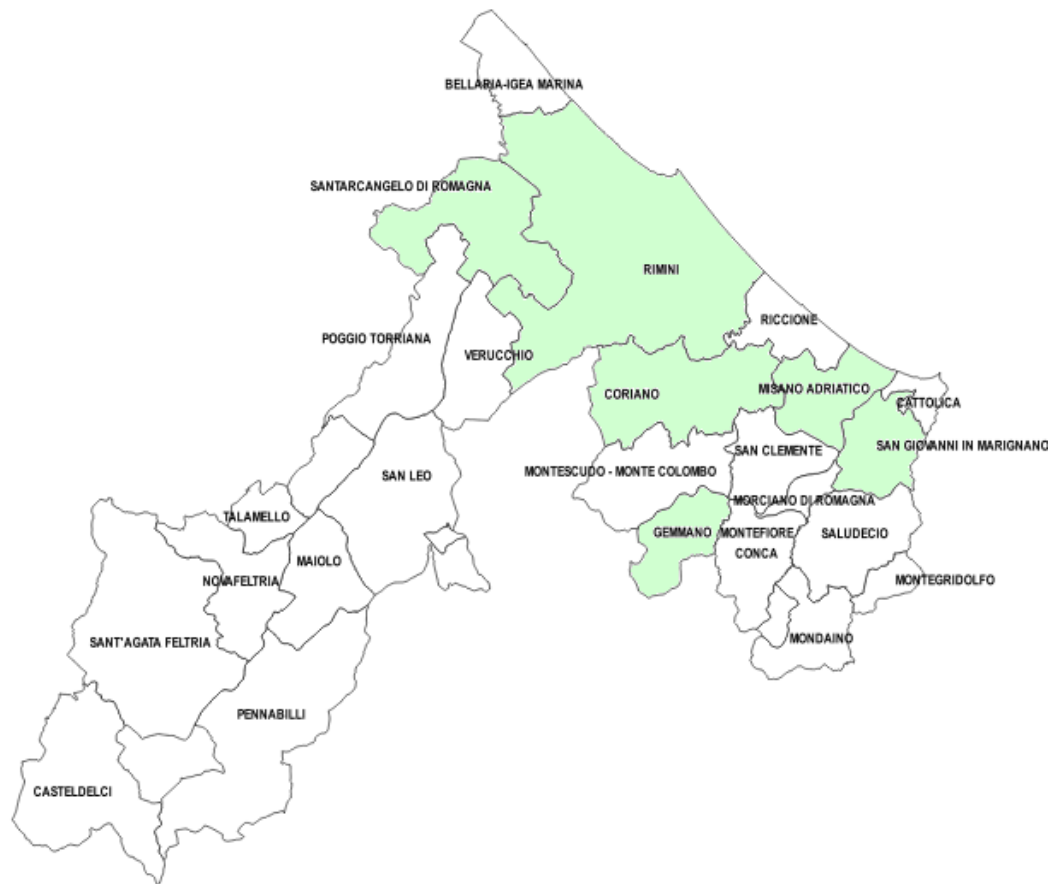 BELLARIA-IGEA MARINA
SANTARCANGELO DI ROMAGNA
RIMINI
RICCIONE
POGGIO TORRIANA
VERUCCHIO
CORIANO
MISANO ADRIATICO
CATTOLICA
SAN GIOVANNI IN MARIGNANO
SAN CLEMENTE
MONTESCUDO - MONTE COLOMBO
SAN LEO
MORCIANO DI ROMAGNA
TALAMELLO
GEMMANO
MONTEFIORE
CONCA
SALUDECIO
MAIOLO
NOVAFELTRIA
MONTEGRIDOLFO
SANT'AGATA FELTRIA
MONDAINO
PENNABILLI
CASTELDELCI